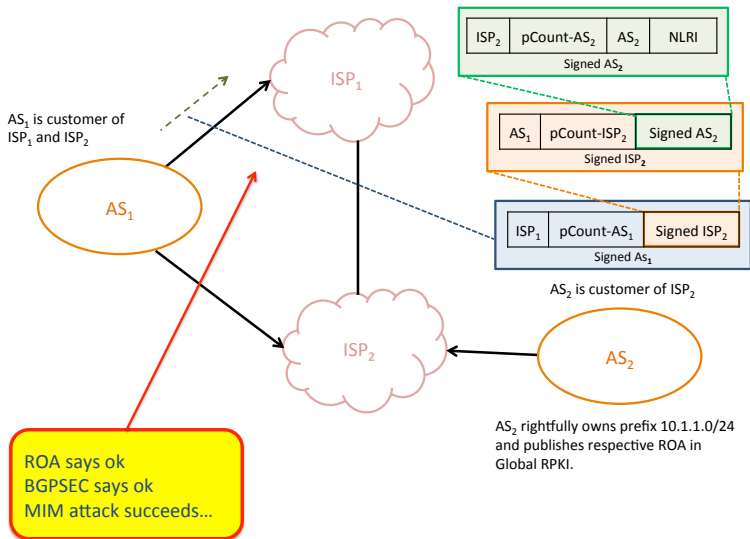 ISP₂ pCount-AS₂ AS₂ NLRI
Signed AS₂
ISP₁
AS₁ is customer of
ISP₁ and ISP₂
AS₁ pCount-ISP₂ Signed AS₂
Signed ISP₂
AS₁
ISP₁ pCount-AS₁ Signed ISP₂
Signed As₁
AS₂ is customer of ISP₂
ISP₂
AS₂
AS₂ rightfully owns prefix 10.1.1.0/24
and publishes respective ROA in
Global RPKI.
ROA says ok
BGPSEC says ok
MIM attack succeeds...